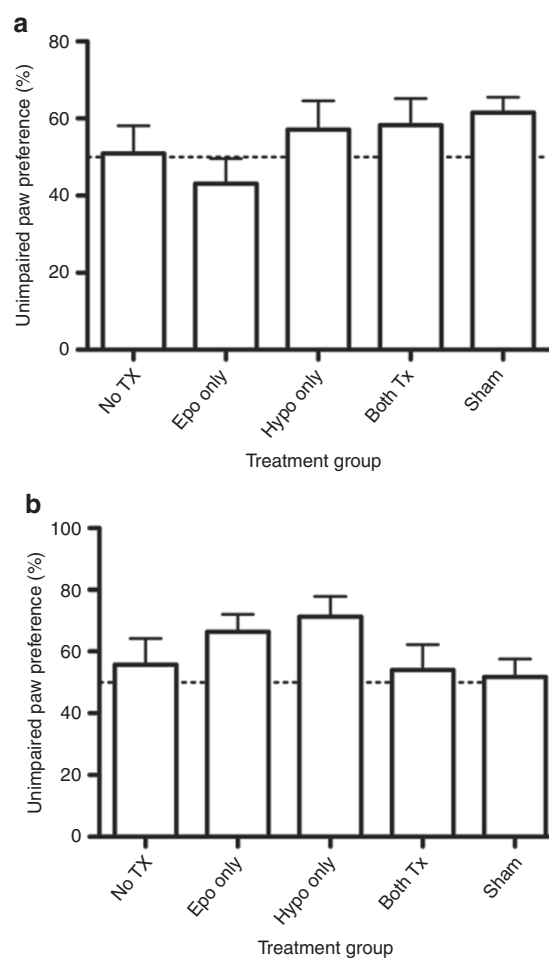 a
Unimpaired paw preference (%)
80
60
40
20
0
No TX
Epo only
Hypo only
Both Tx
Sham
Treatment group
b
Unimpaired paw preference (%)
100
80
60
40
20
0
No TX
Epo only
Hypo only
Both Tx
Sham
Treatment group